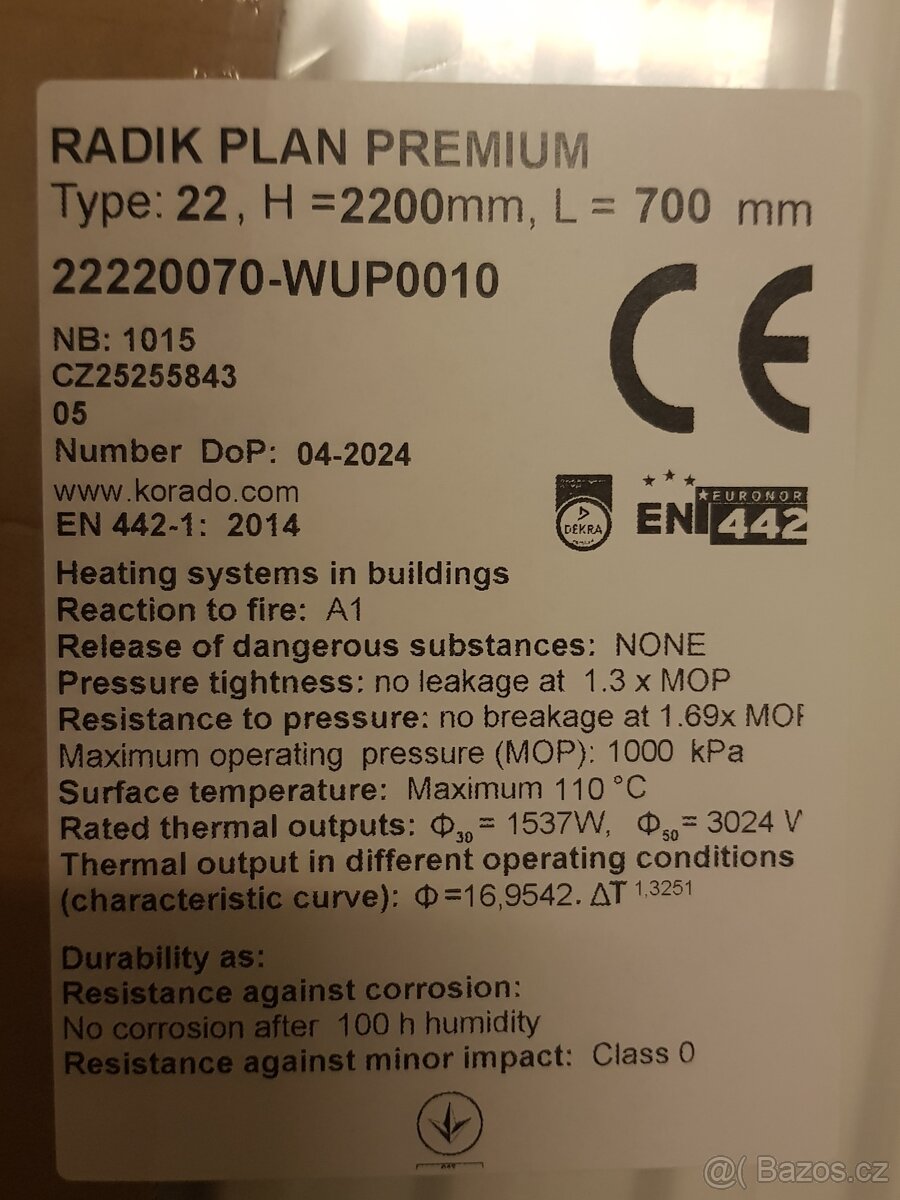 RADIK PLAN PREMIUM
Type: 22, H =2200mm, L = 700 mm
22220070-WUP0010
CE
NB: 1015
CZ25255843
05
Number DoP: 04-2024
www.korado.com
EN 442-1: 2014
DEKRA
EN EURONOR
442
Heating systems in buildings
Reaction to fire: A1
Release of dangerous substances: NONE
Pressure tightness: no leakage at 1.3 x MOP
Resistance to pressure: no breakage at 1.69x MOP
Maximum operating pressure (MOP): 1000 kPa
Surface temperature: Maximum 110 °C
Rated thermal outputs: Φ₃₀ = 1537W, Φ₅₀ = 3024
Thermal output in different operating conditions
(characteristic curve): Φ=16,9542. ΔT ¹,³²⁵¹
Durability as:
Resistance against corrosion:
No corrosion after 100 h humidity
Resistance against minor impact: Class 0
@( Bazos.cz